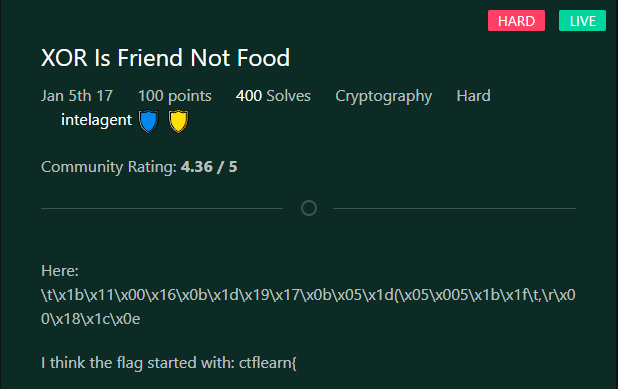 HARD LIVE
XOR Is Friend Not Food
Jan 5th 17 100 points 400 Solves Cryptography Hard
intelagent
Community Rating: 4.36 / 5
Here:
\t\x1b\x11\x00\x16\x0b\x1d\x19\x17\x0b\x05\x1d(\x05\x005\x1b\x1f\t,\r\x0
0\x18\x1c\x0e
I think the flag started with: ctflearn{